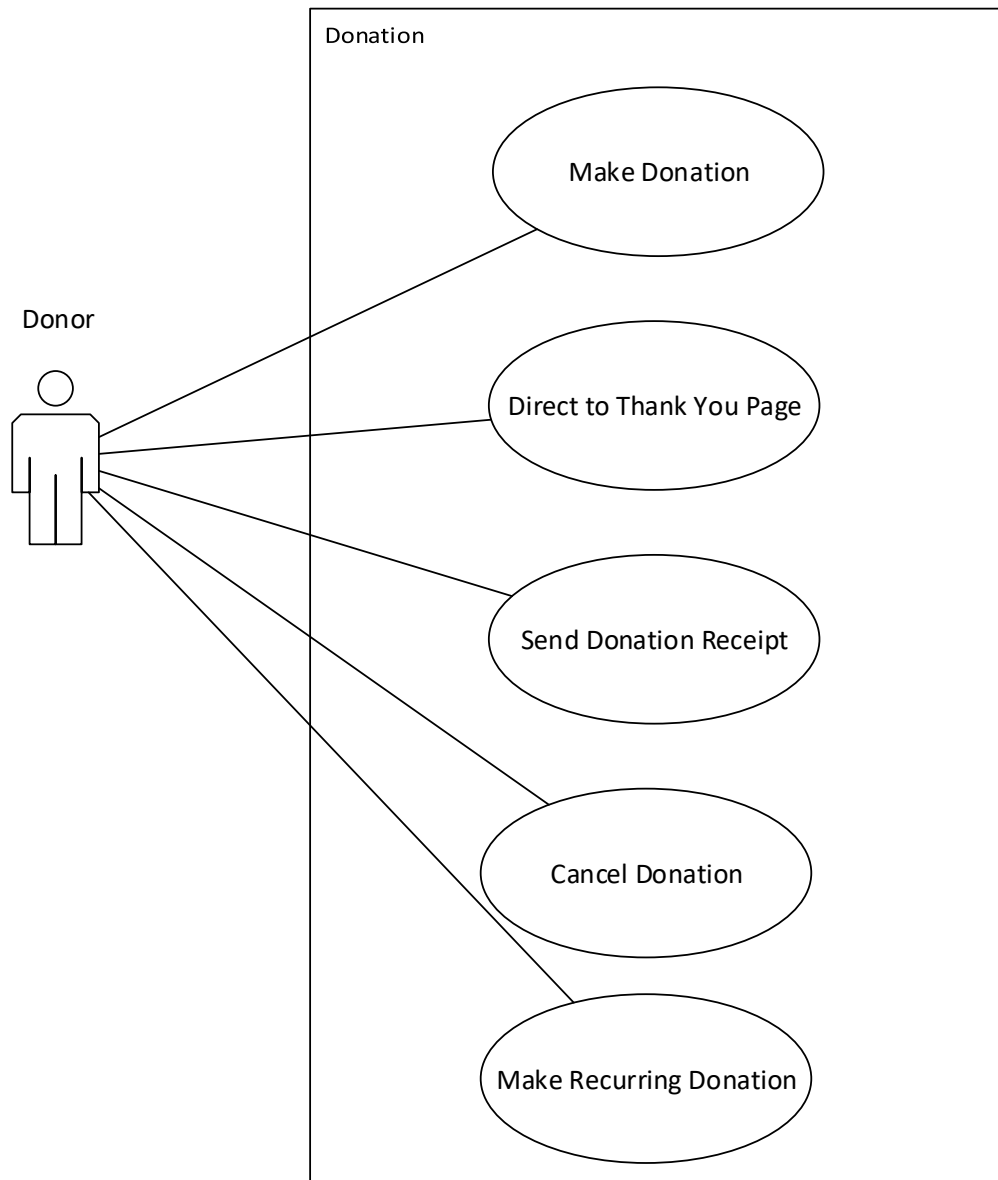 Donation
Make Donation
Donor
Direct to Thank You Page
Send Donation Receipt
Cancel Donation
Make Recurring Donation